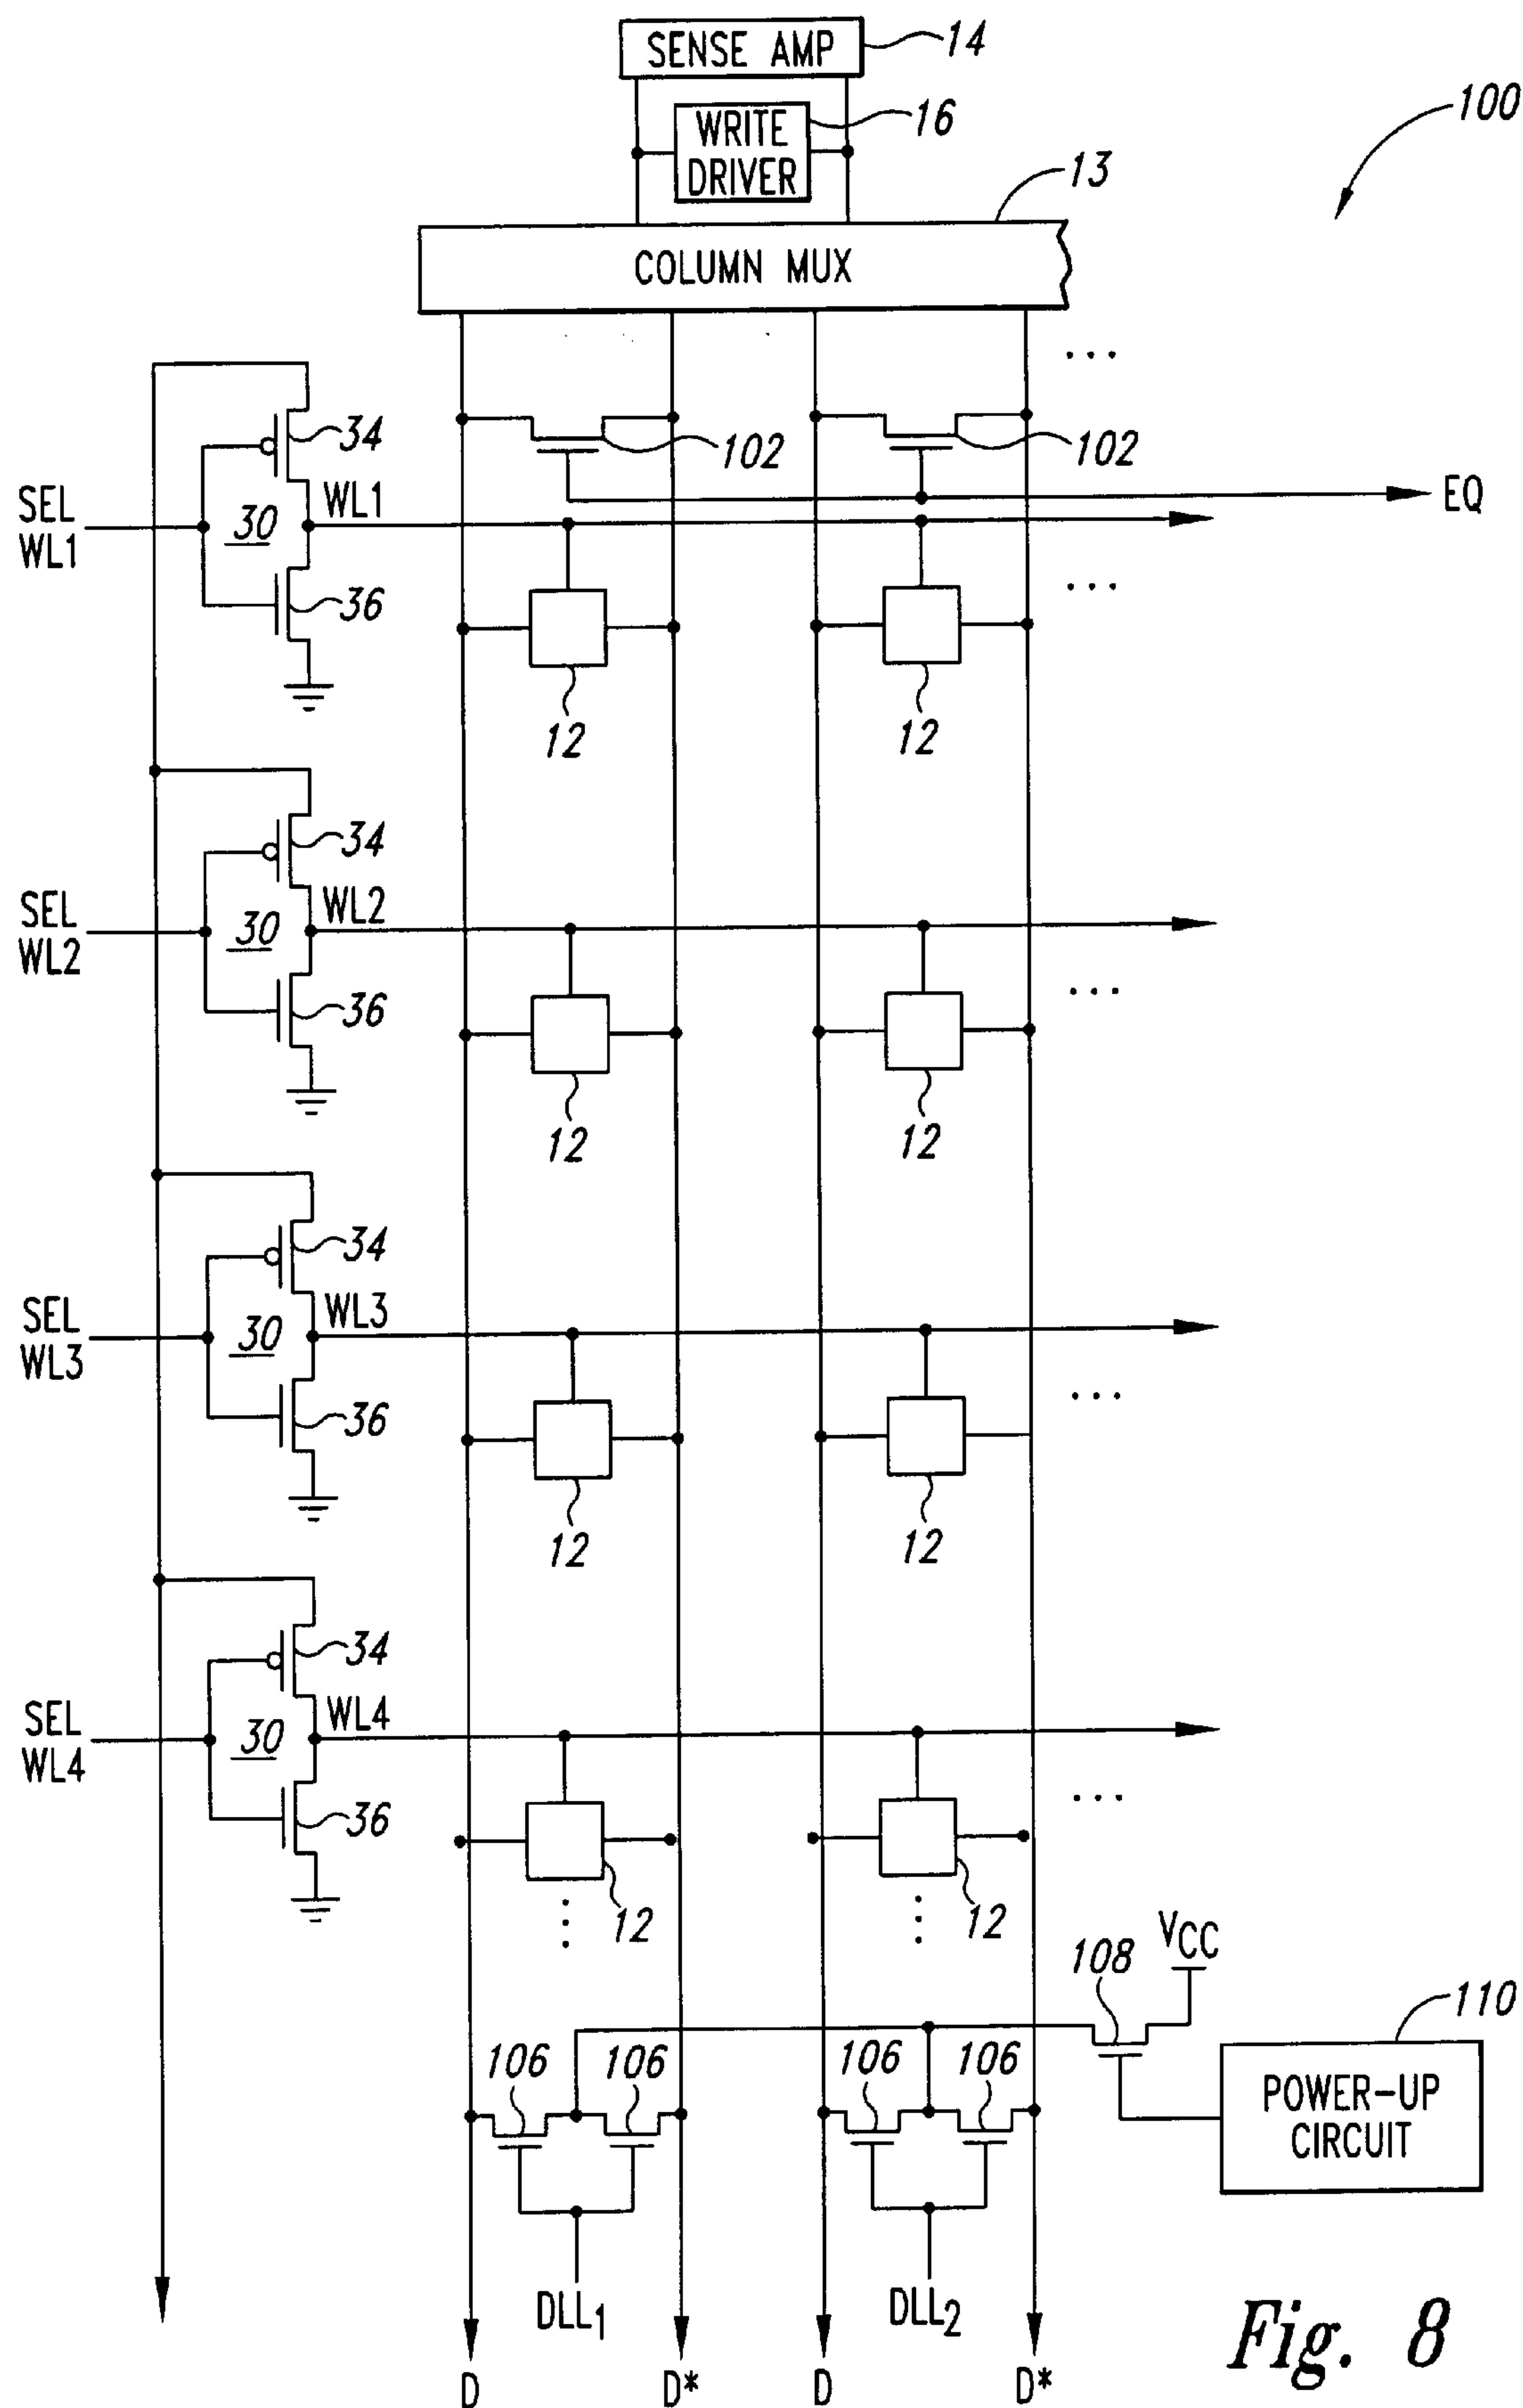 SENSE AMP
14
WRITE
DRIVER
16
100
13
COLUMN MUX
...
34
102
102
SEL
WL1
30
WL1
EQ
36
...
12
12
34
SEL
WL2
30
WL2
36
...
12
12
34
SEL
WL3
30
WL3
36
...
12
12
34
SEL
WL4
30
WL4
36
...
12
12
VCC
108
110
106
106
106
106
POWER-UP
CIRCUIT
DLL1
DLL2
D
D*
D
D*
Fig. 8